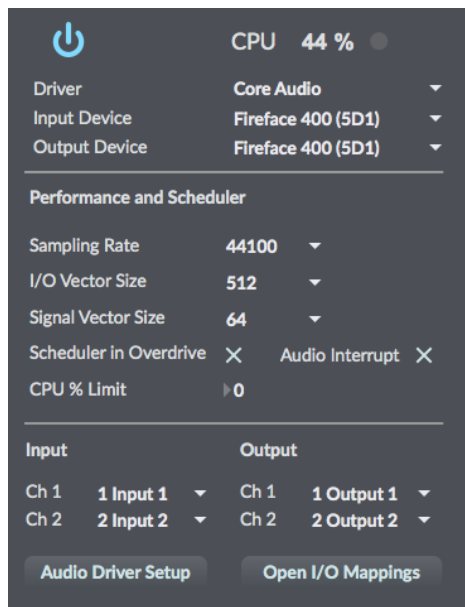 CPU 44 %
Driver Core Audio
Input Device Fireface 400 (5D1)
Output Device Fireface 400 (5D1)
Performance and Scheduler
Sampling Rate 44100
I/O Vector Size 512
Signal Vector Size 64
Scheduler in Overdrive Audio Interrupt
CPU % Limit 0
Input Output
Ch 1 1 Input 1 Ch 1 1 Output 1
Ch 2 2 Input 2 Ch 2 2 Output 2
Audio Driver Setup Open I/O Mappings